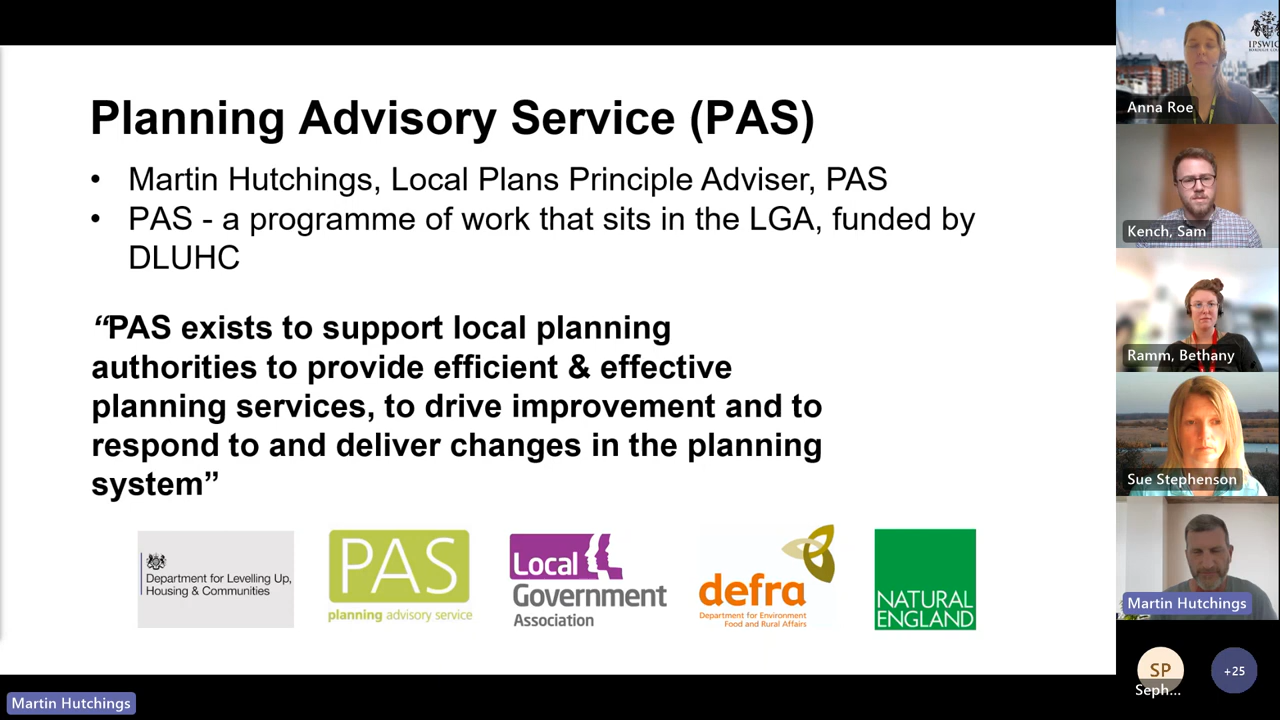 Planning Advisory Service (PAS)
• Martin Hutchings, Local Plans Principle Adviser, PAS
• PAS - a programme of work that sits in the LGA, funded by
DLUHC
“PAS exists to support local planning
authorities to provide efficient & effective
planning services, to drive improvement and to
respond to and deliver changes in the planning
system”
Department for Levelling Up,
Housing & Communities
PAS
planning advisory service
Local
Government
Association
defra
Department for Environment
Food and Rural Affairs
NATURAL
ENGLAND
Anna Roe
Kench, Sam
Ramm, Bethany
Sue Stephenson
Martin Hutchings
SP
Seph...
+25
Martin Hutchings